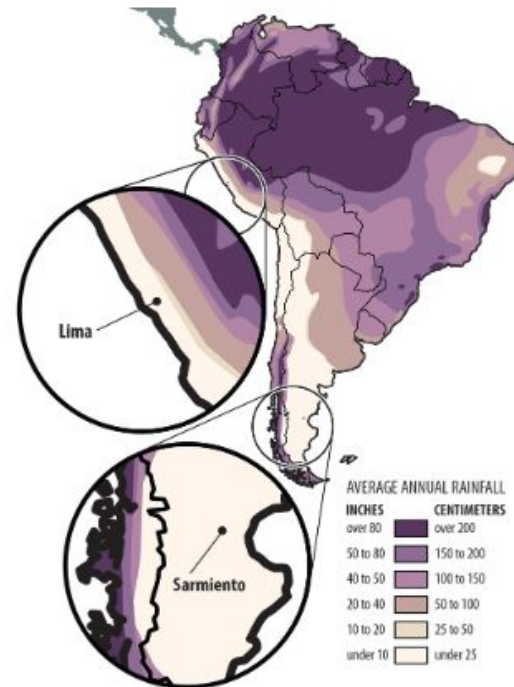 Lima
Sarmiento
AVERAGE ANNUAL RAINFALL
INCHES CENTIMETERS
over 80 over 200
50 to 80 150 to 200
40 to 50 100 to 150
20 to 40 50 to 100
10 to 20 25 to 50
under 10 under 25